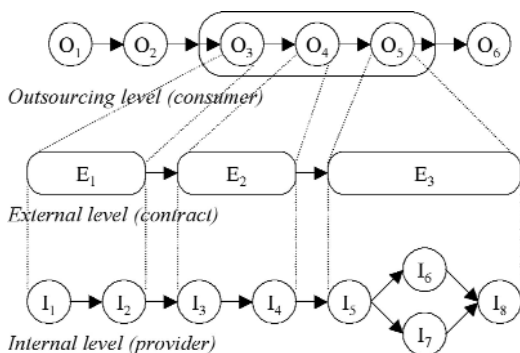 O1 O2 O3 O4 O5 O6
Outsourcing level (consumer)
E1 E2 E3
External level (contract)
I6
I1 I2 I3 I4 I5 I8
I7
Internal level (provider)